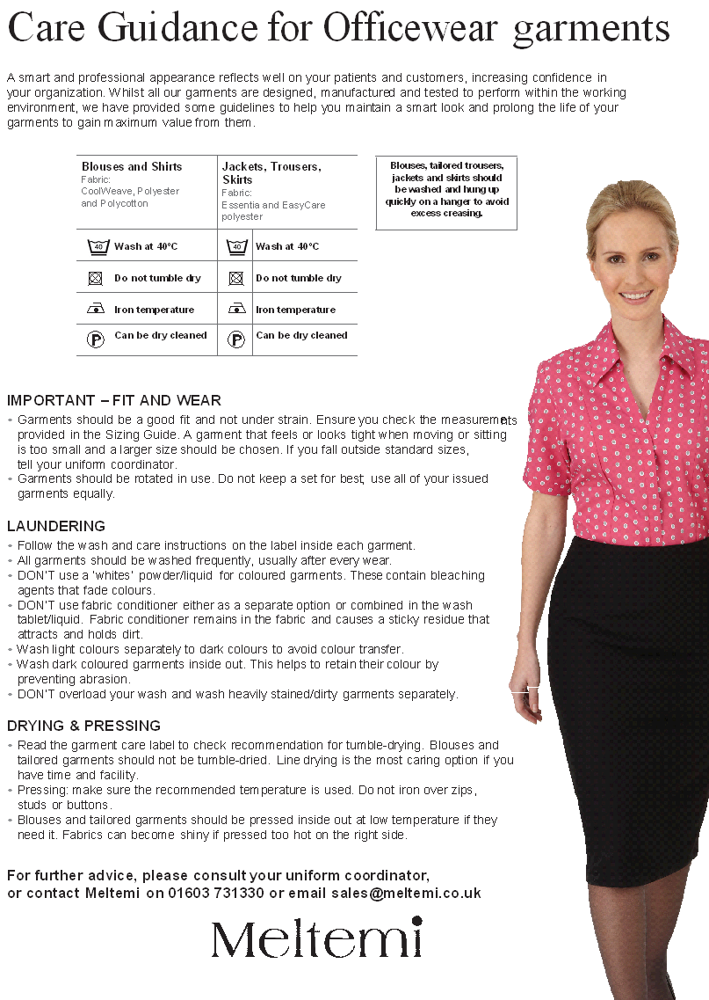 Care Guidance for Officewear garments
A smart and professional appearance reflects well on your patients and customers, increasing confidence in
your organization. Whilst all our garments are designed, manufactured and tested to perform within the working
environment, we have provided some guidelines to help you maintain a smart look and prolong the life of your
garments to gain maximum value from them.
Blouses and Shirts
Fabric:
CoolWeave, Polyester
and Polycotton
40 Wash at 40°C
Do not tumble dry
Iron temperature
P Can be dry cleaned
Jackets, Trousers,
Skirts
Fabric:
Essentia and EasyCare
polyester
40 Wash at 40°C
Do not tumble dry
Iron temperature
P Can be dry cleaned
Blouses, tailored trousers,
jackets and skirts should
be washed and hung up
quickly on a hanger to avoid
excess creasing.
IMPORTANT – FIT AND WEAR
• Garments should be a good fit and not under strain. Ensure you check the measurements
provided in the Sizing Guide. A garment that feels or looks tight when moving or sitting
is too small and a larger size should be chosen. If you fall outside standard sizes,
tell your uniform coordinator.
• Garments should be rotated in use. Do not keep a set for best; use all of your issued
garments equally.
LAUNDERING
• Follow the wash and care instructions on the label inside each garment.
• All garments should be washed frequently, usually after every wear.
• DON'T use a 'whites' powder/liquid for coloured garments. These contain bleaching
agents that fade colours.
• DON'T use fabric conditioner either as a separate option or combined in the wash
tablet/liquid. Fabric conditioner remains in the fabric and causes a sticky residue that
attracts and holds dirt.
• Wash light colours separately to dark colours to avoid colour transfer.
• Wash dark coloured garments inside out. This helps to retain their colour by
preventing abrasion.
• DON'T overload your wash and wash heavily stained/dirty garments separately.
DRYING & PRESSING
• Read the garment care label to check recommendation for tumble-drying. Blouses and
tailored garments should not be tumble-dried. Line drying is the most caring option if you
have time and facility.
• Pressing: make sure the recommended temperature is used. Do not iron over zips,
studs or buttons.
• Blouses and tailored garments should be pressed inside out at low temperature if they
need it. Fabrics can become shiny if pressed too hot on the right side.
For further advice, please consult your uniform coordinator,
or contact Meltemi on 01603 731330 or email sales@meltemi.co.uk
Meltemi